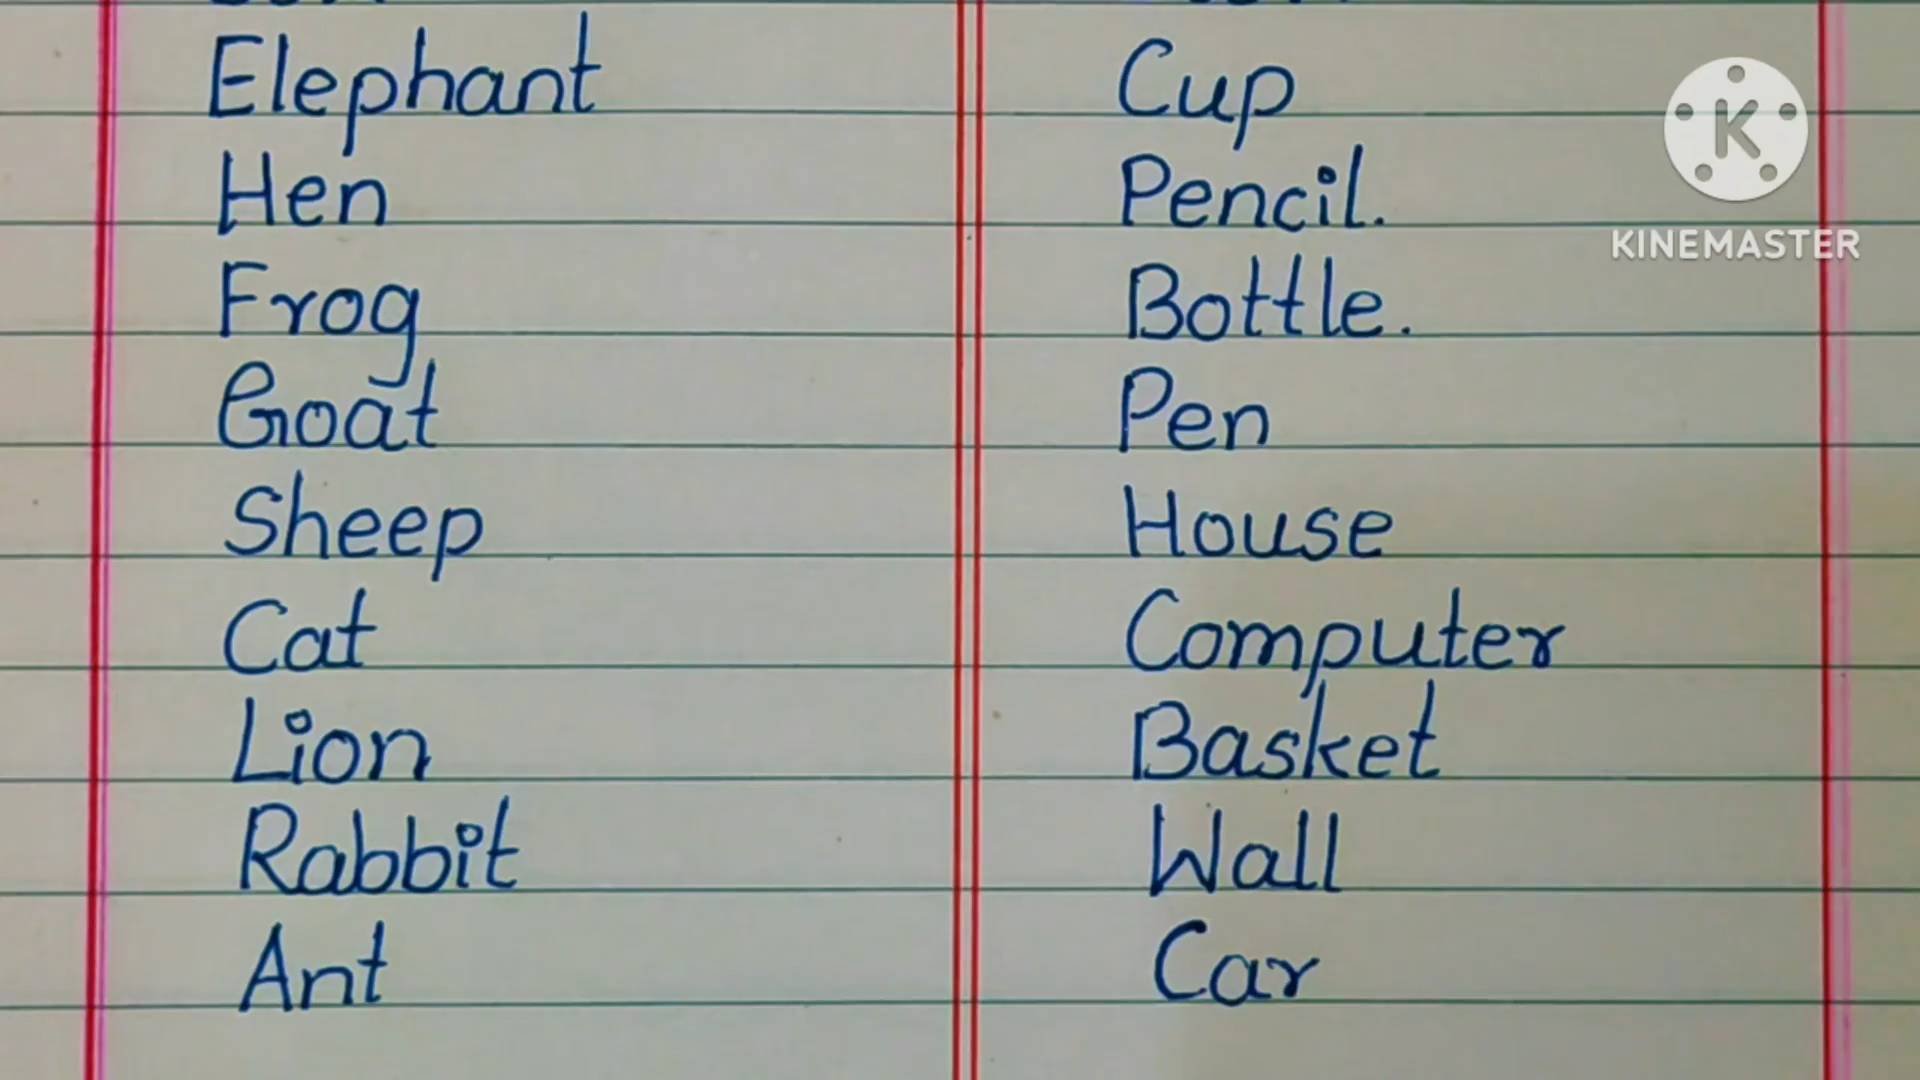 Elephant Cup
Hen Pencil.
Frog Bottle.
Goat Pen
Sheep House
Cat Computer
Lion Basket
Rabbit Wall
Ant Car
K
KINEMASTER